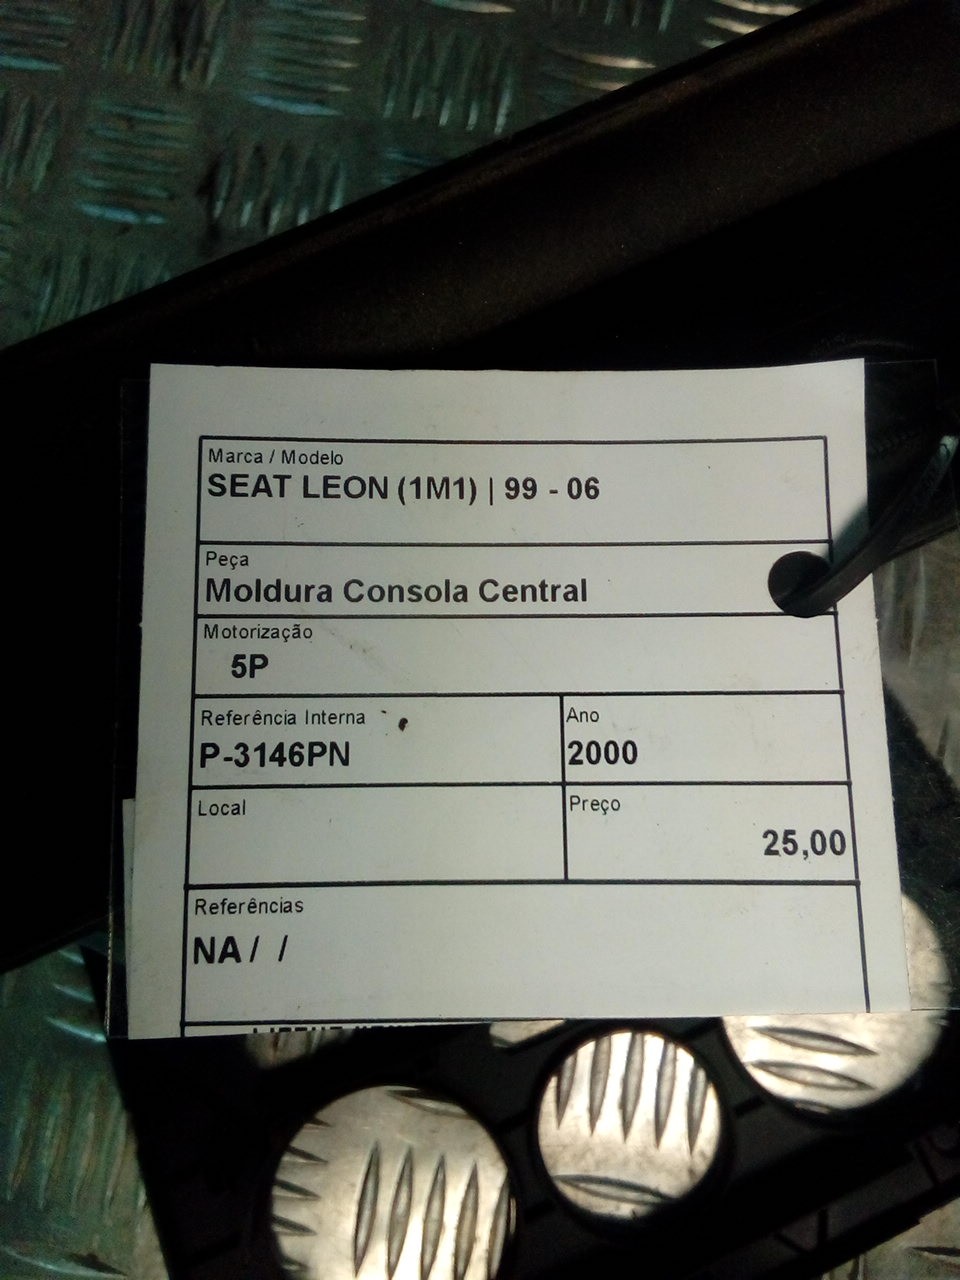 Marca / Modelo
SEAT LEON (1M1) | 99 - 06
Peça
Moldura Consola Central
Motorização
5P
Referência Interna
P-3146PN
Ano
2000
Local
Preço
25,00
Referências
NA / /